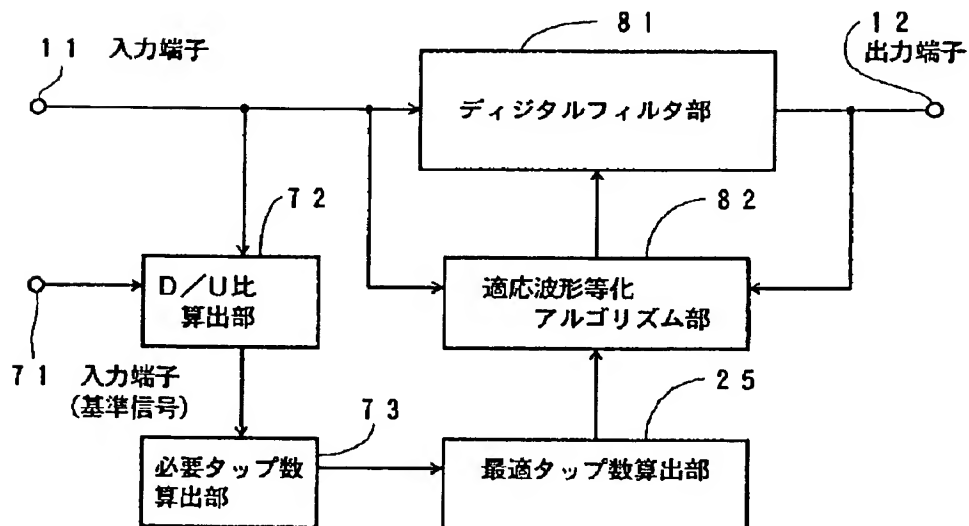 11 入力端子
81
12
出力端子
ディジタルフィルタ部
72
82
D/U比
算出部
適応波形等化
アルゴリズム部
71 入力端子
(基準信号)
73
25
必要タップ数
算出部
最適タップ数算出部